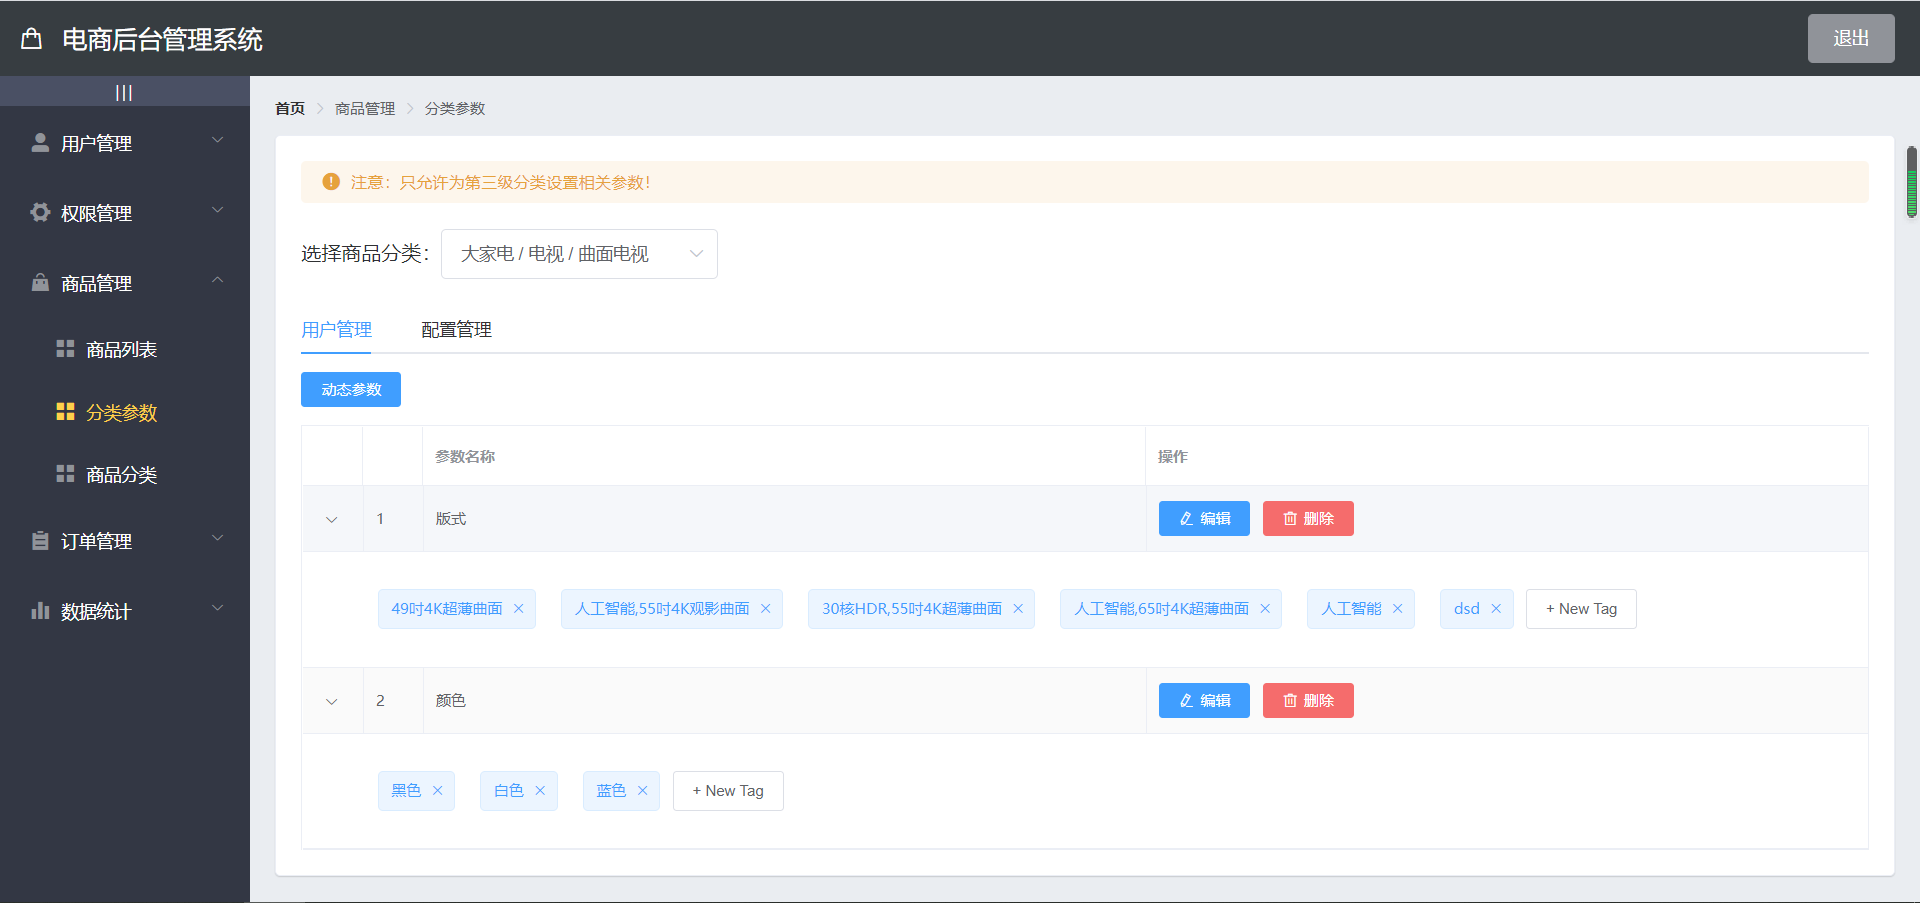 电商后台管理系统
退出
|||
用户管理
权限管理
商品管理
商品列表
分类参数
商品分类
订单管理
数据统计
首页 > 商品管理 > 分类参数
注意：只允许为第三级分类设置相关参数！
选择商品分类： 大家电 / 电视 / 曲面电视
用户管理 配置管理
动态参数
参数名称 操作
1 版式 编辑 删除
49吋4K超薄曲面 × 人工智能,55吋4K观影曲面 × 30核HDR,55吋4K超薄曲面 × 人工智能,65吋4K超薄曲面 × 人工智能 × dsd × + New Tag
2 颜色 编辑 删除
黑色 × 白色 × 蓝色 × + New Tag